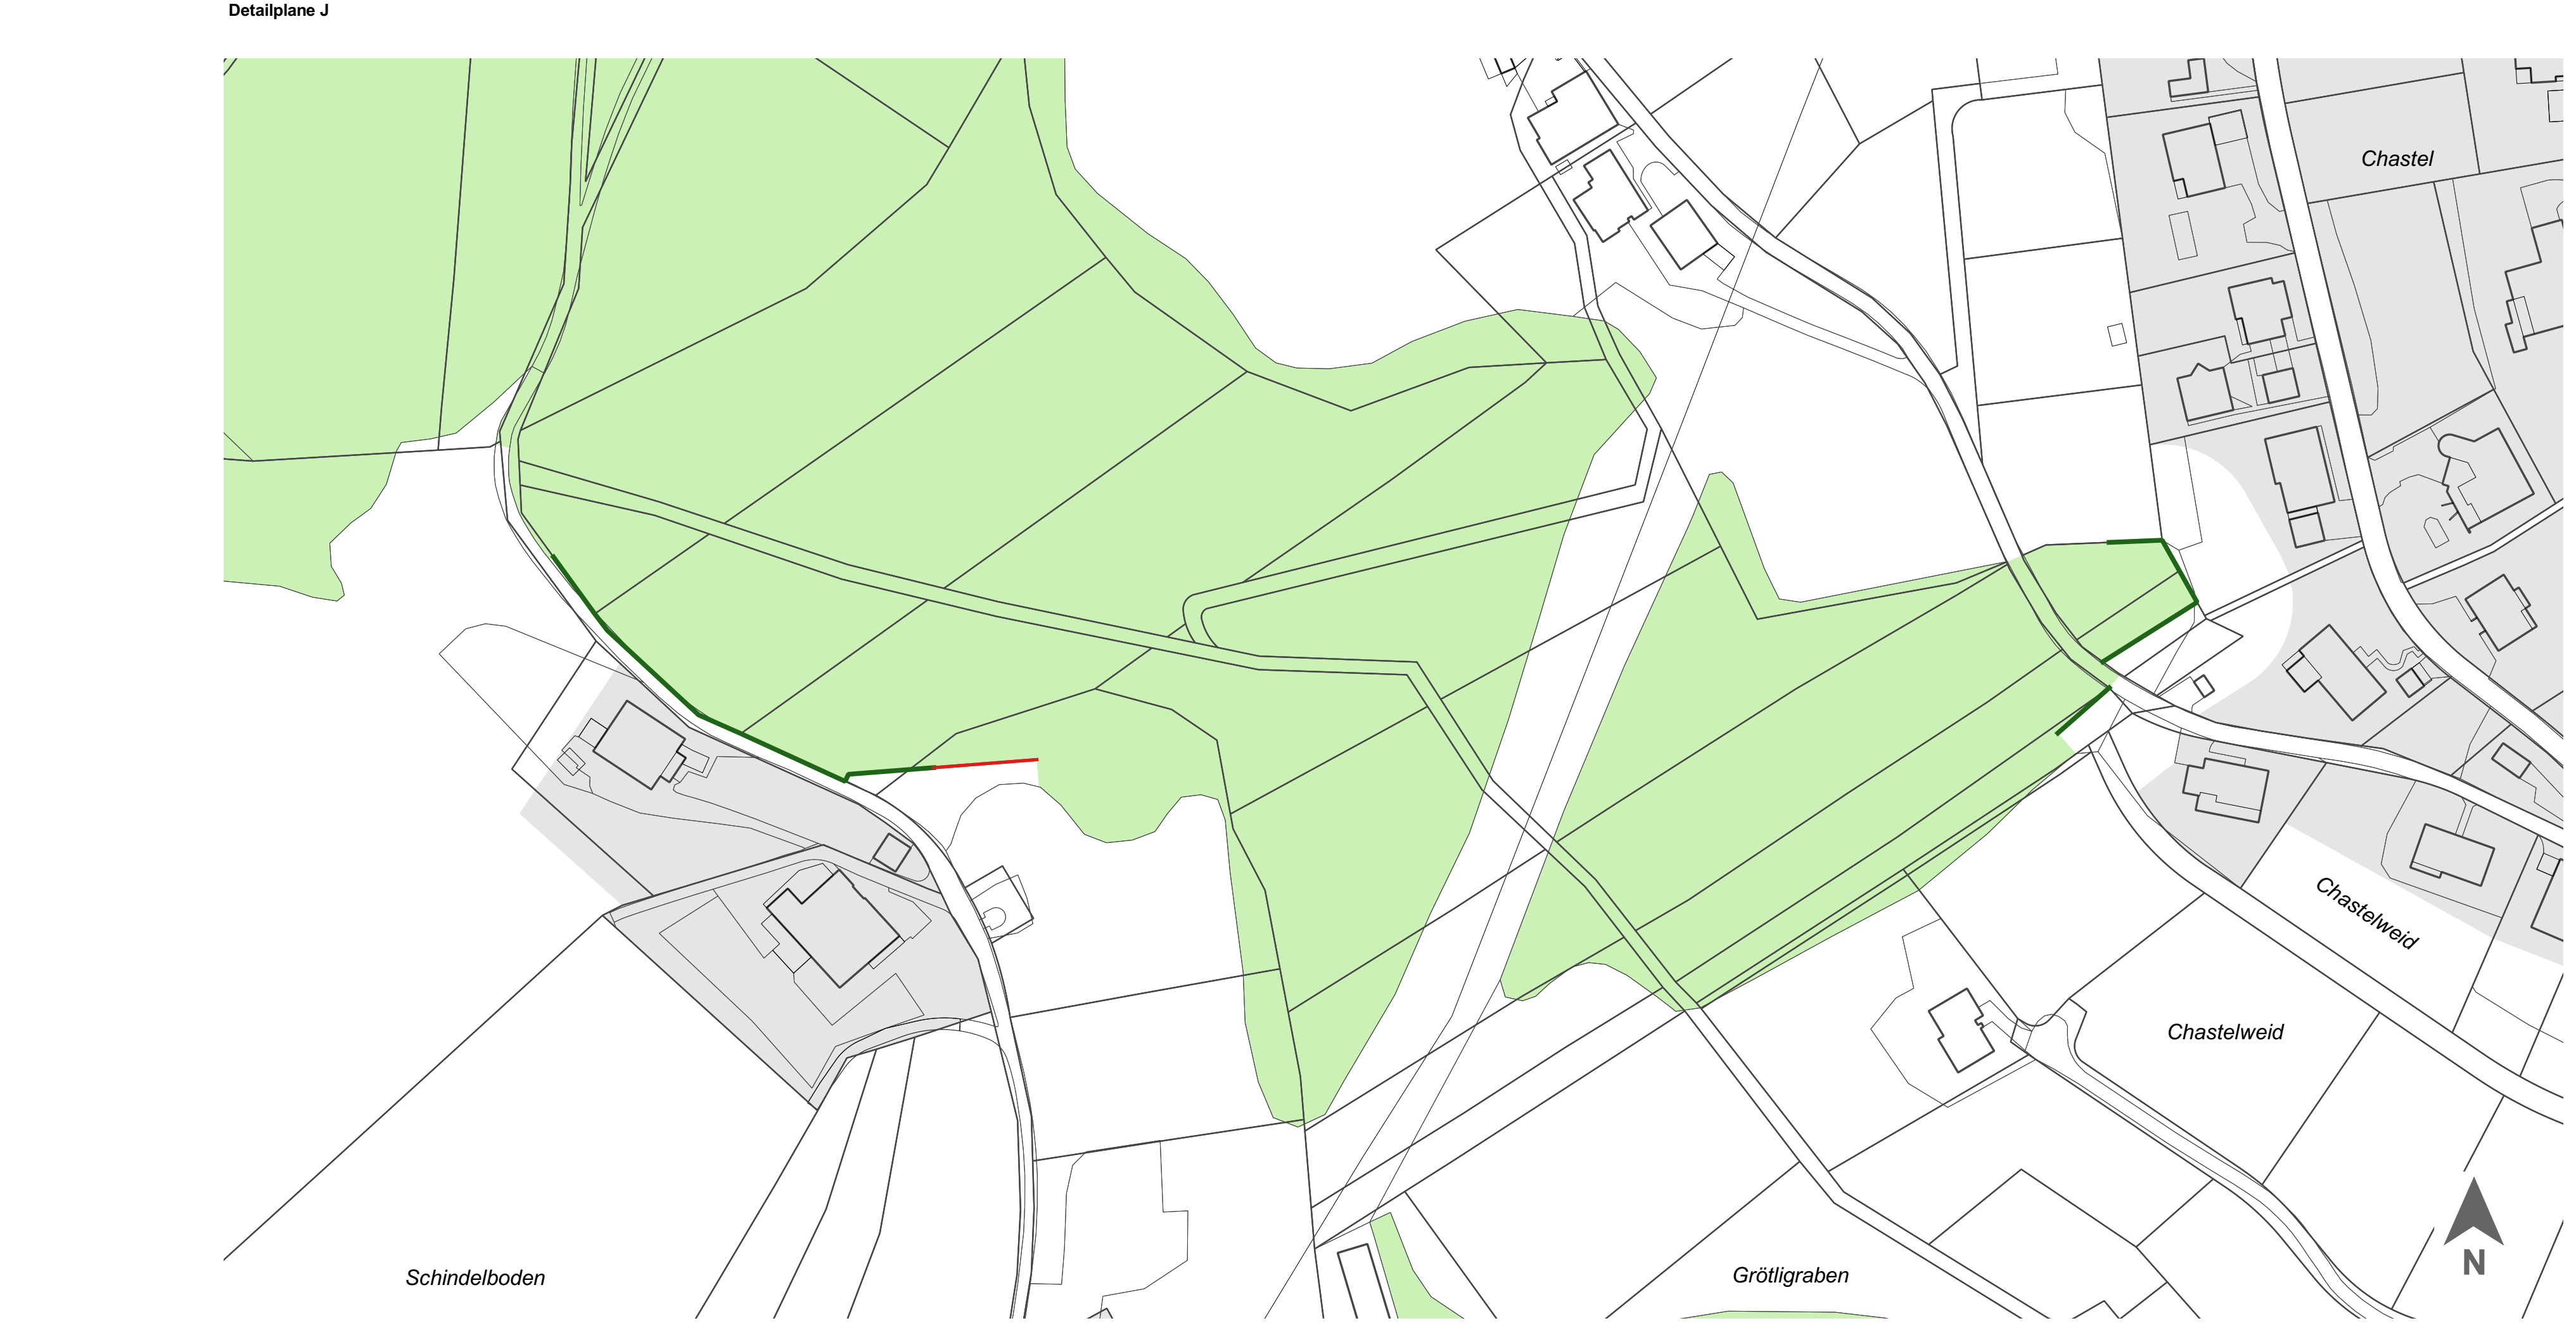 Detailplane J
Chastel
Chastelweid
Chastelweid
Schindelboden
Grötligraben
N